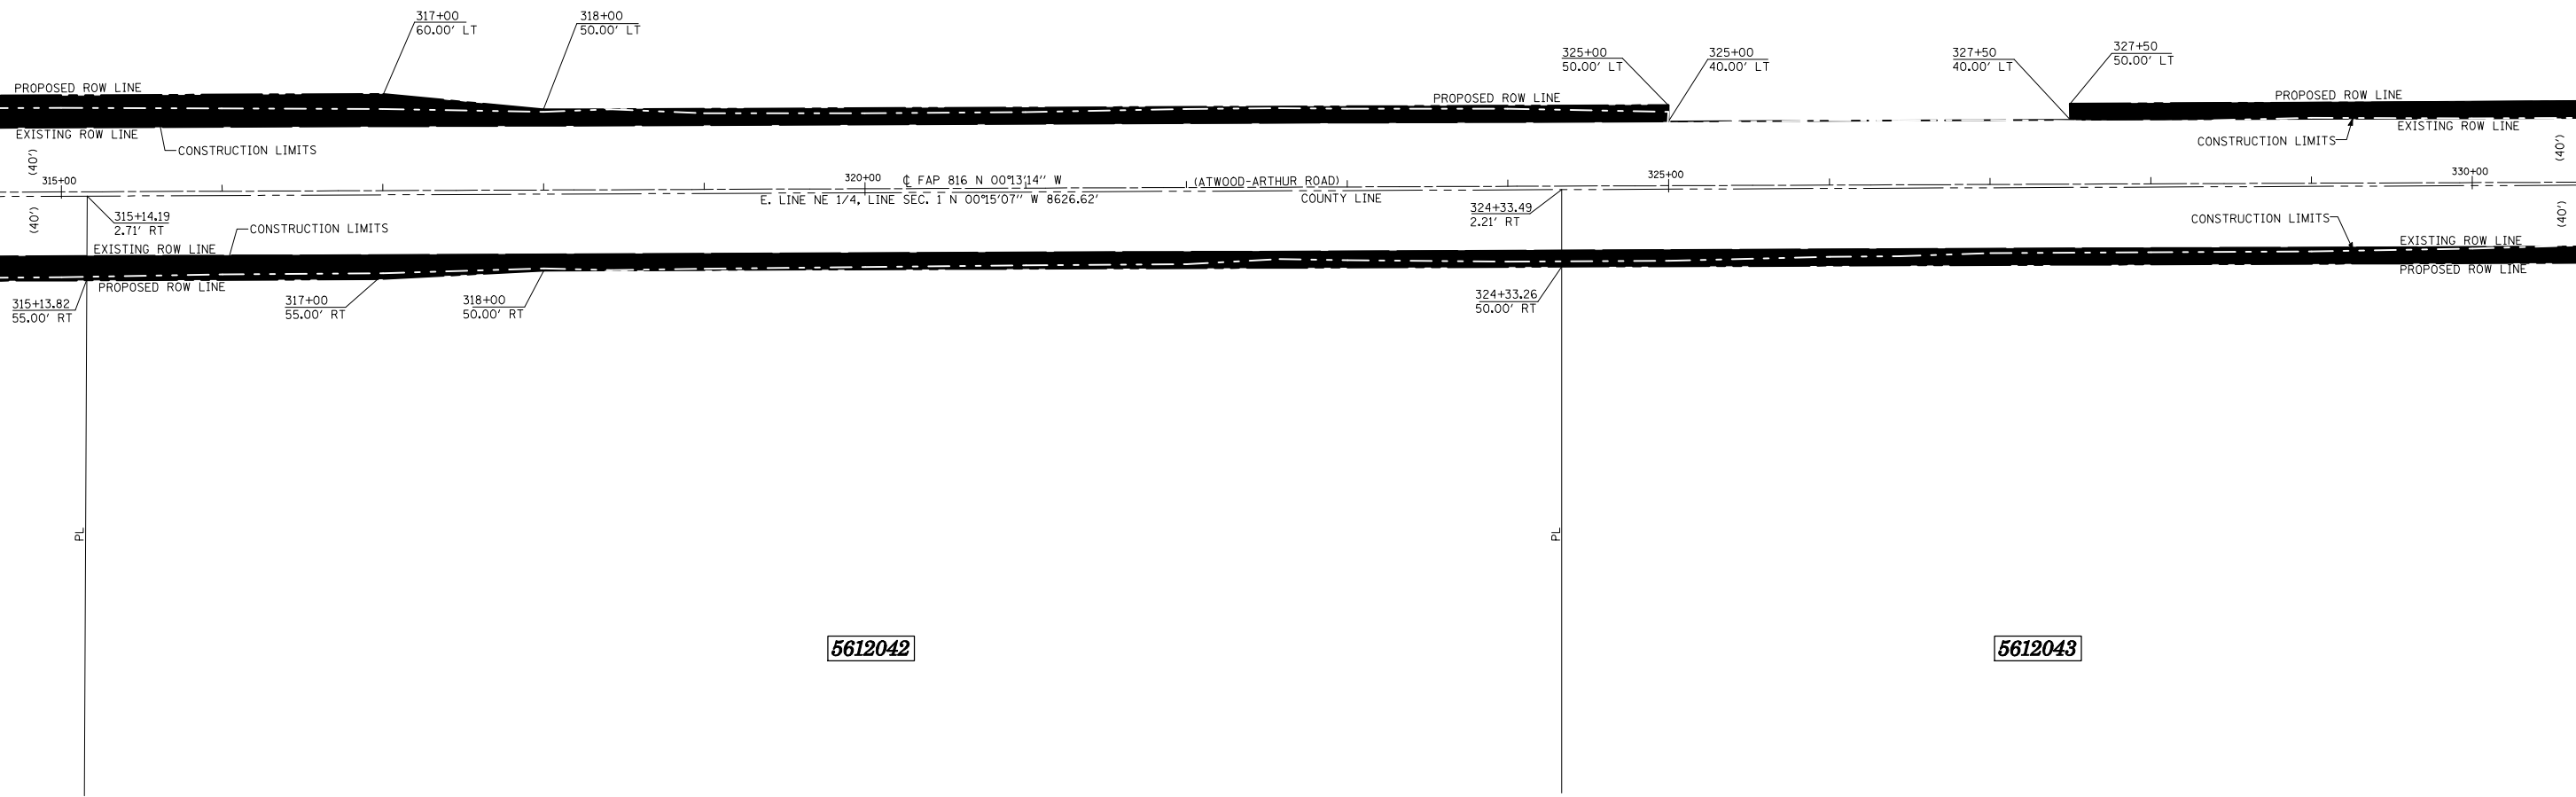 317+00
60.00' LT
318+00
50.00' LT
325+00
50.00' LT
325+00
40.00' LT
327+50
40.00' LT
327+50
50.00' LT
PROPOSED ROW LINE
PROPOSED ROW LINE
PROPOSED ROW LINE
EXISTING ROW LINE
CONSTRUCTION LIMITS
CONSTRUCTION LIMITS
EXISTING ROW LINE
(40')
(40')
315+00
320+00
℄ FAP 816 N 00°13'14'' W
(ATWOOD-ARTHUR ROAD)
325+00
330+00
E. LINE NE 1/4, LINE SEC. 1 N 00°15'07'' W 8626.62'
COUNTY LINE
(40')
(40')
315+14.19
2.71' RT
324+33.49
2.21' RT
CONSTRUCTION LIMITS
CONSTRUCTION LIMITS
EXISTING ROW LINE
EXISTING ROW LINE
PROPOSED ROW LINE
PROPOSED ROW LINE
315+13.82
55.00' RT
317+00
55.00' RT
318+00
50.00' RT
324+33.26
50.00' RT
PL
PL
5612042
5612043